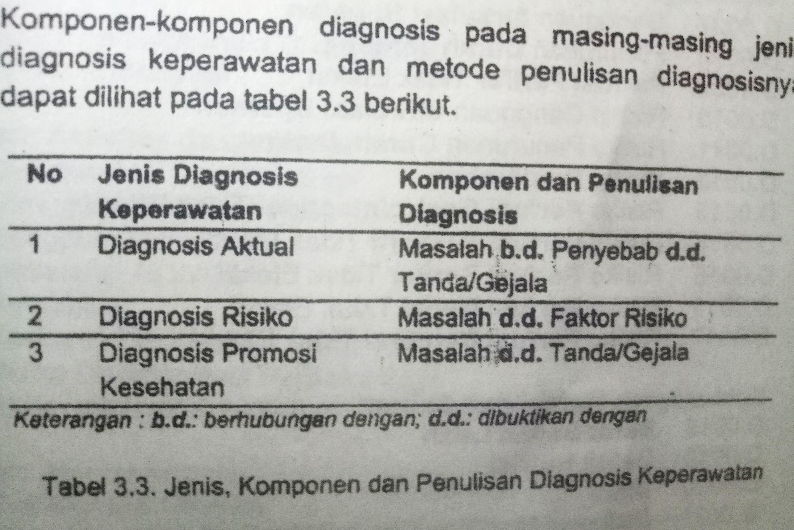 Komponen-komponen diagnosis pada masing-masing jeni
diagnosis keperawatan dan metode penulisan diagnosisnya
dapat dilihat pada tabel 3.3 berikut.
No Jenis Diagnosis Keperawatan Komponen dan Penulisan Diagnosis
1 Diagnosis Aktual Masalah b.d. Penyebab d.d. Tanda/Gejala
2 Diagnosis Risiko Masalah d.d. Faktor Risiko
3 Diagnosis Promosi Kesehatan Masalah d.d. Tanda/Gejala
Keterangan : b.d.: berhubungan dengan; d.d.: dibuktikan dengan
Tabel 3.3. Jenis, Komponen dan Penulisan Diagnosis Keperawatan